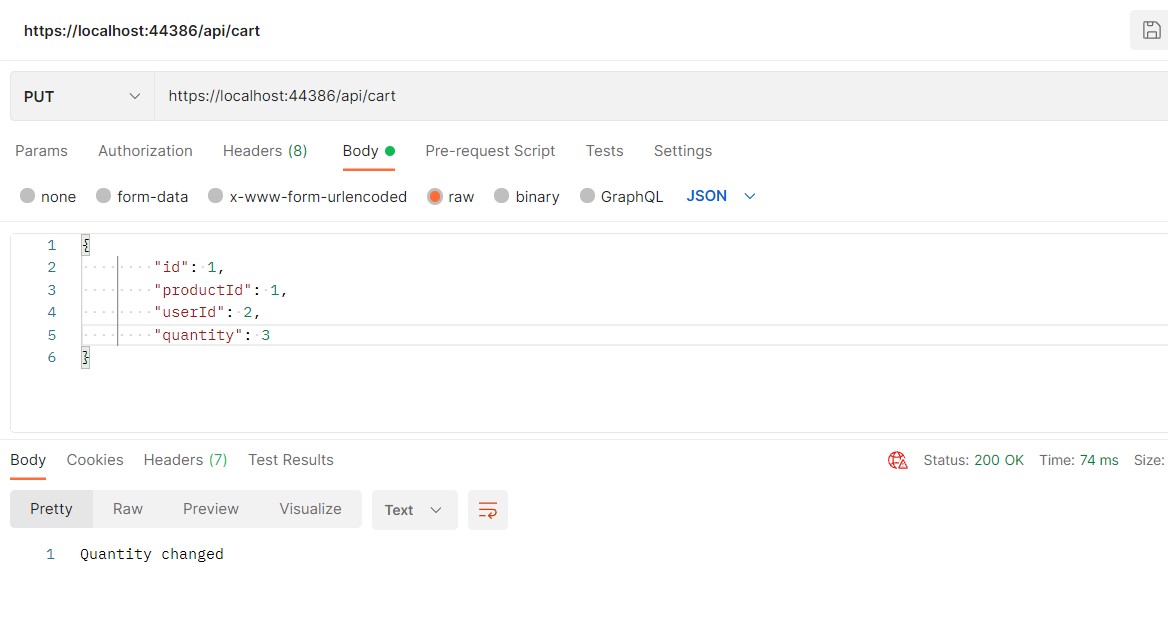 https://localhost:44386/api/cart
PUT https://localhost:44386/api/cart
Params Authorization Headers (8) Body Pre-request Script Tests Settings
none form-data x-www-form-urlencoded raw binary GraphQL JSON
1 {
2 "id": 1,
3 "productId": 1,
4 "userId": 2,
5 "quantity": 3
6 }
Body Cookies Headers (7) Test Results Status: 200 OK Time: 74 ms Size:
Pretty Raw Preview Visualize Text
1 Quantity changed